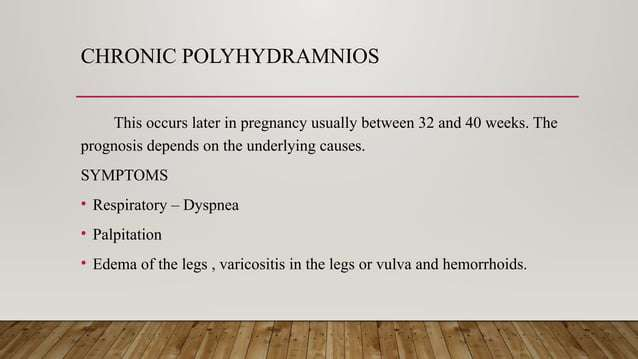 CHRONIC POLYHYDRAMNIOS
This occurs later in pregnancy usually between 32 and 40 weeks. The
prognosis depends on the underlying causes.
SYMPTOMS
• Respiratory – Dyspnea
• Palpitation
• Edema of the legs , varicositis in the legs or vulva and hemorrhoids.